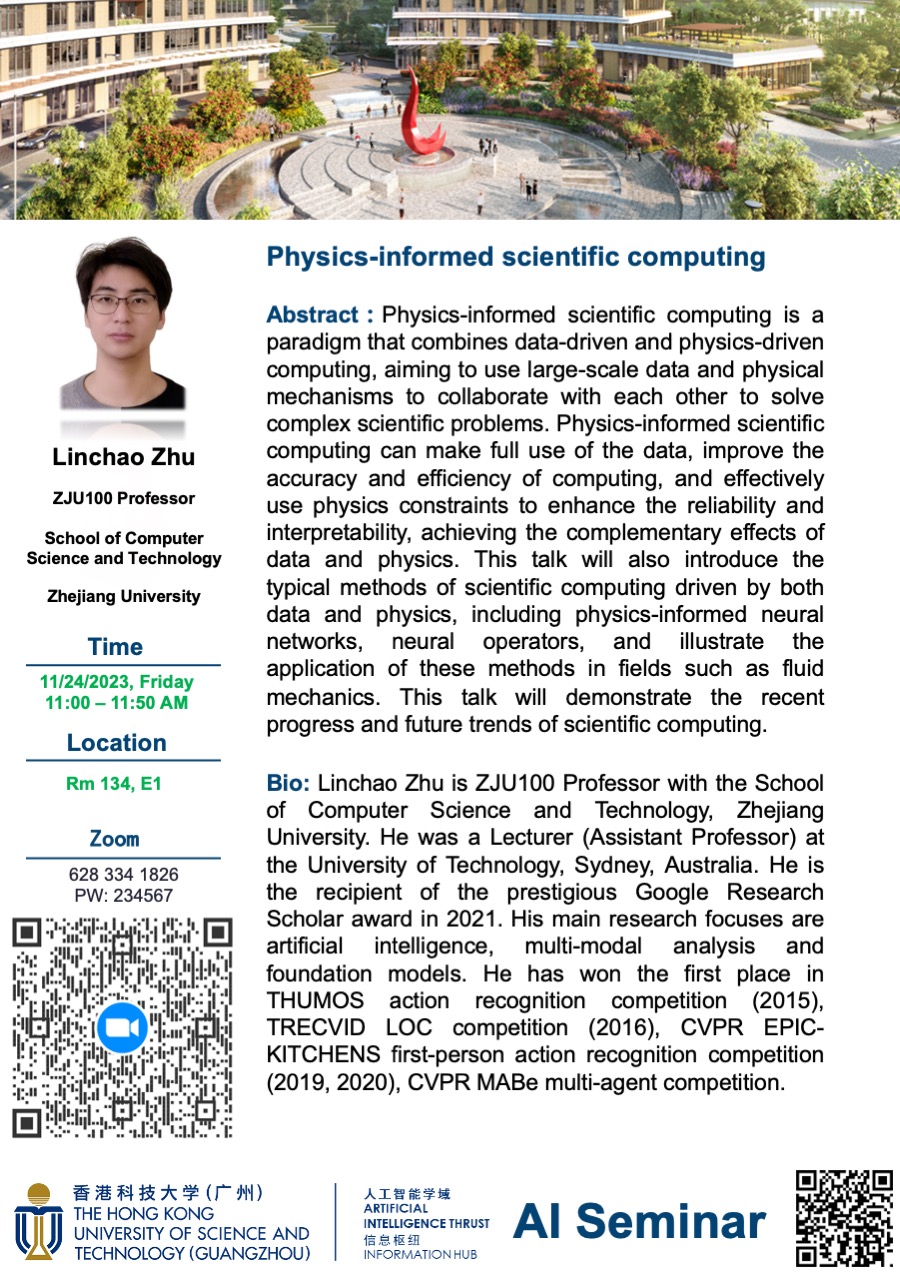 Physics-informed scientific computing
Abstract : Physics-informed scientific computing is a
paradigm that combines data-driven and physics-driven
computing, aiming to use large-scale data and physical
mechanisms to collaborate with each other to solve
complex scientific problems. Physics-informed scientific
computing can make full use of the data, improve the
accuracy and efficiency of computing, and effectively
use physics constraints to enhance the reliability and
interpretability, achieving the complementary effects of
data and physics. This talk will also introduce the
typical methods of scientific computing driven by both
data and physics, including physics-informed neural
networks, neural operators, and illustrate the
application of these methods in fields such as fluid
mechanics. This talk will demonstrate the recent
progress and future trends of scientific computing.
Bio: Linchao Zhu is ZJU100 Professor with the School
of Computer Science and Technology, Zhejiang
University. He was a Lecturer (Assistant Professor) at
the University of Technology, Sydney, Australia. He is
the recipient of the prestigious Google Research
Scholar award in 2021. His main research focuses are
artificial intelligence, multi-modal analysis and
foundation models. He has won the first place in
THUMOS action recognition competition (2015),
TRECVID LOC competition (2016), CVPR EPIC-
KITCHENS first-person action recognition competition
(2019, 2020), CVPR MABe multi-agent competition.
Linchao Zhu
ZJU100 Professor
School of Computer
Science and Technology
Zhejiang University
Time
11/24/2023, Friday
11:00 – 11:50 AM
Location
Rm 134, E1
Zoom
628 334 1826
PW: 234567
香港科技大学(广州)
THE HONG KONG
UNIVERSITY OF SCIENCE AND
TECHNOLOGY (GUANGZHOU)
人工智能学域
ARTIFICIAL
INTELLIGENCE THRUST
信息枢纽
INFORMATION HUB
AI Seminar